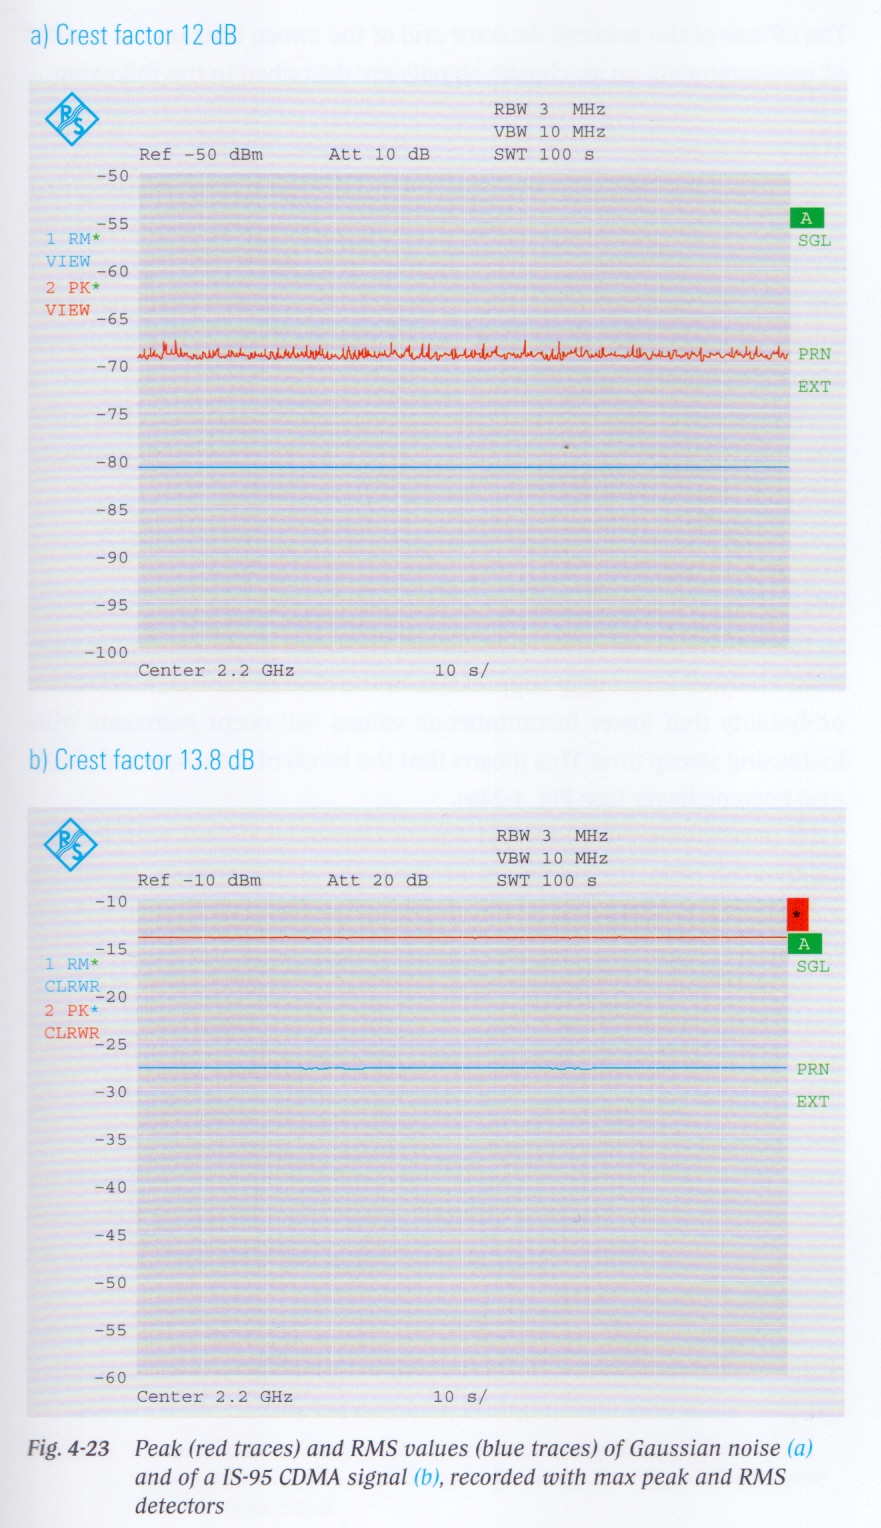 a) Crest factor 12 dB
RS
RBW 3 MHz
VBW 10 MHz
Ref -50 dBm Att 10 dB SWT 100 s
-50
A
-55
1 RM*
SGL
VIEW
-60
2 PK*
VIEW
-65
PRN
-70
EXT
-75
-80
-85
-90
-95
-100
Center 2.2 GHz 10 s/
b) Crest factor 13.8 dB
RS
RBW 3 MHz
VBW 10 MHz
Ref -10 dBm Att 20 dB SWT 100 s
-10
*
A
-15
1 RM*
SGL
CLRWR
-20
2 PK*
CLRWR
-25
PRN
-30
EXT
-35
-40
-45
-50
-55
-60
Center 2.2 GHz 10 s/
Fig. 4-23 Peak (red traces) and RMS values (blue traces) of Gaussian noise (a)
and of a IS-95 CDMA signal (b), recorded with max peak and RMS
detectors